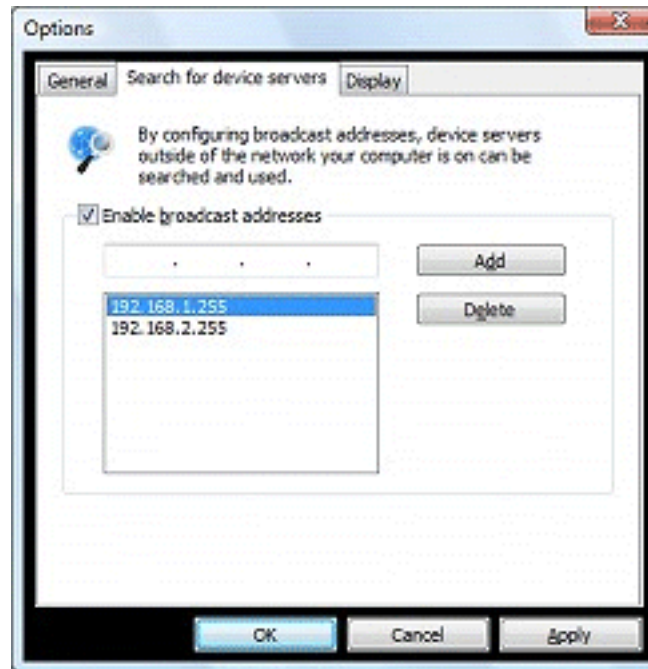 Options
General Search for device servers Display
By configuring broadcast addresses, device servers
outside of the network your computer is on can be
searched and used.
Enable broadcast addresses
. . . Add
192.168.1.255
Delete
192.168.2.255
OK Cancel Apply